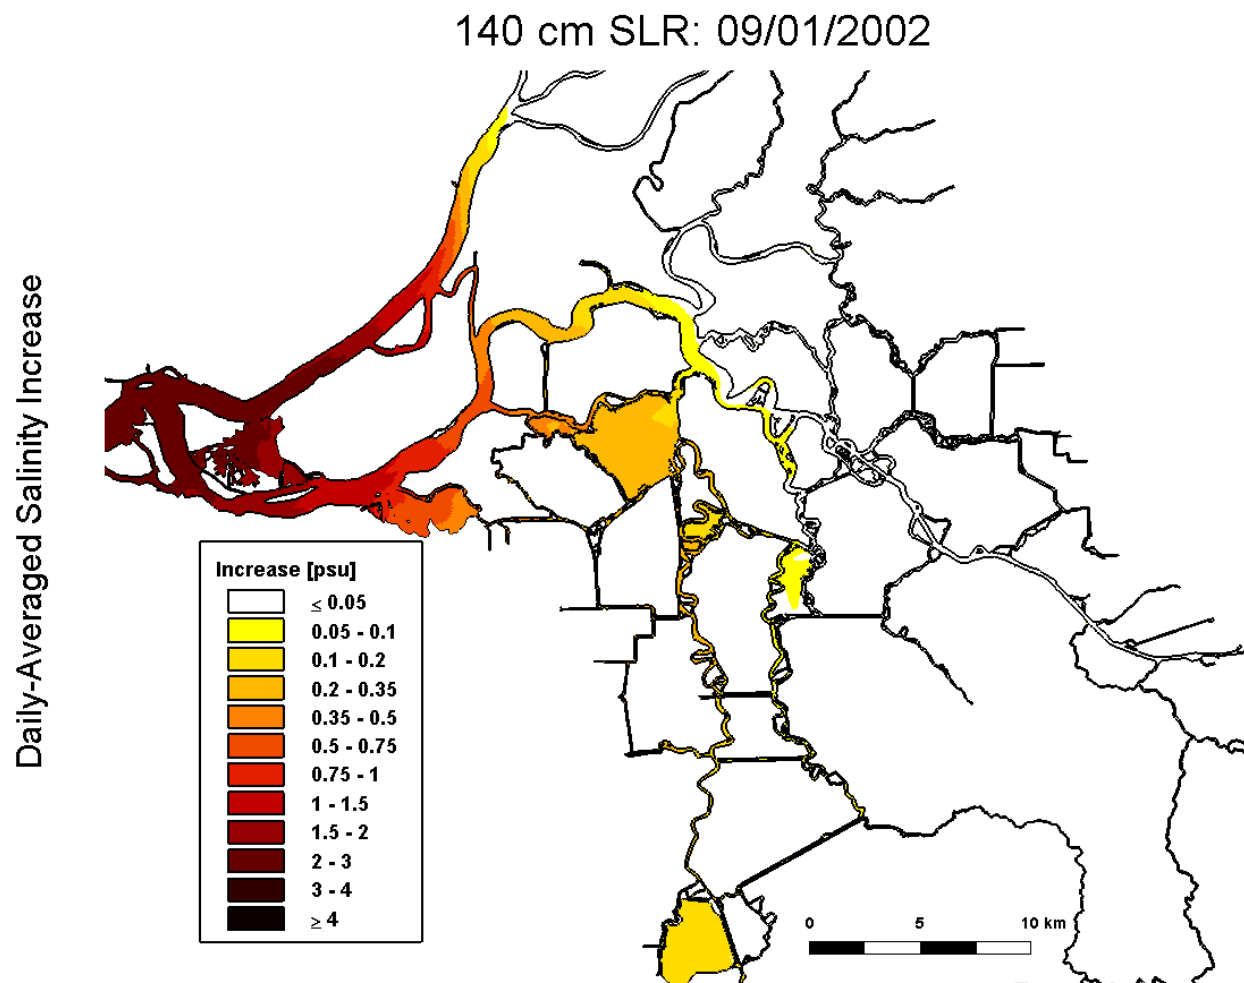 140 cm SLR: 09/01/2002
Daily-Averaged Salinity Increase
Increase [psu]
≤ 0.05
0.05 - 0.1
0.1 - 0.2
0.2 - 0.35
0.35 - 0.5
0.5 - 0.75
0.75 - 1
1 - 1.5
1.5 - 2
2 - 3
3 - 4
≥ 4
0 5 10 km